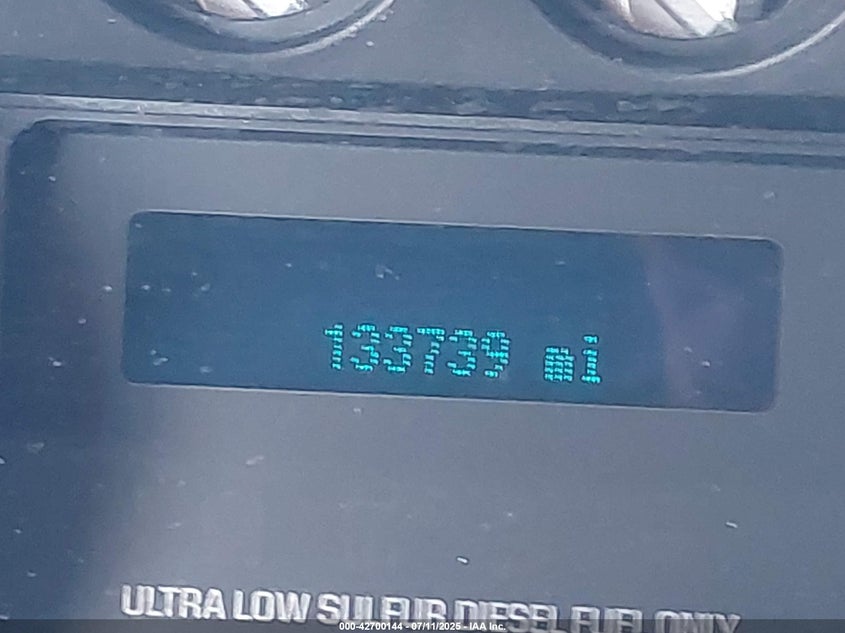 133739 mi
ULTRA LOW SULFUR DIESEL FUEL ONLY
000-42700144 - 07/11/2025 - IAA Inc.